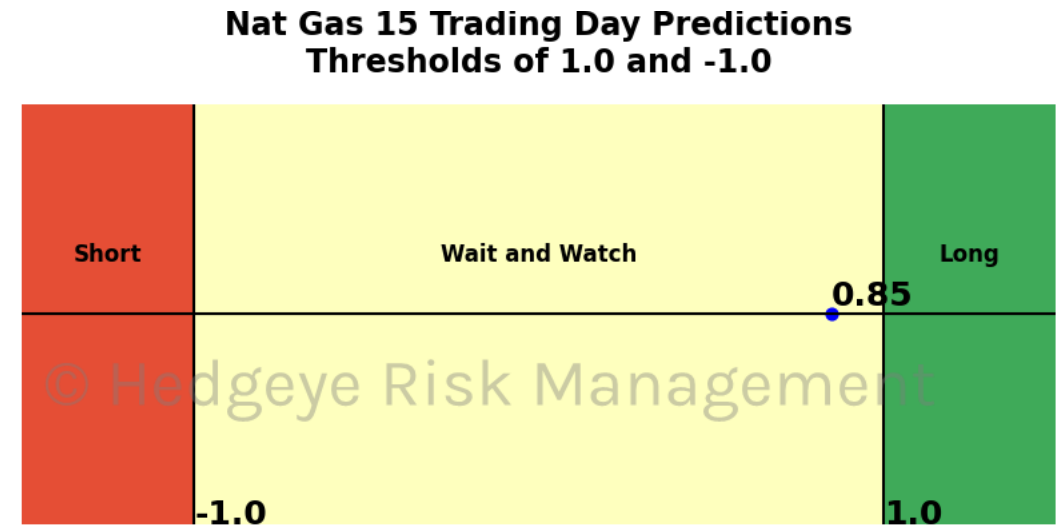 Nat Gas 15 Trading Day Predictions
Thresholds of 1.0 and -1.0
Short
Wait and Watch
Long
0.85
© Hedgeye Risk Management
-1.0
1.0